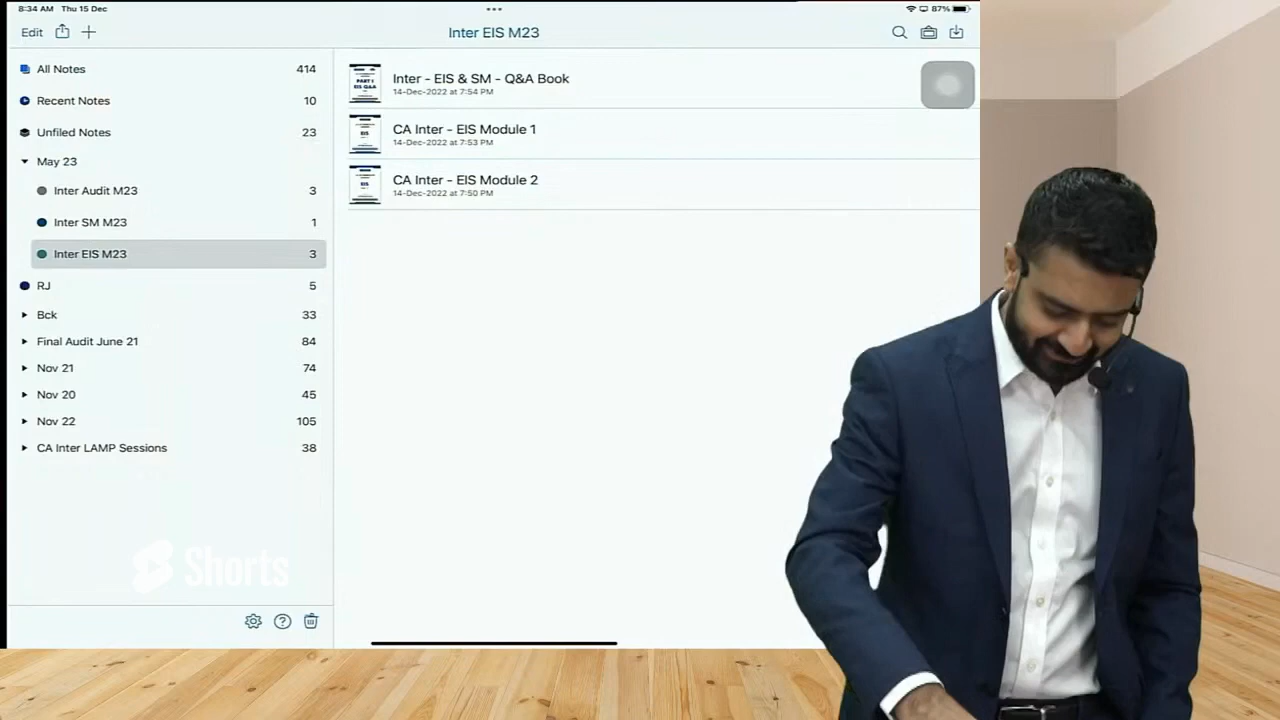 8:34 AM Thu 15 Dec
87%
Edit
Inter EIS M23
All Notes 414
Recent Notes 10
Unfiled Notes 23
May 23
Inter Audit M23 3
Inter SM M23 1
Inter EIS M23 3
RJ 5
Bck 33
Final Audit June 21 84
Nov 21 74
Nov 20 45
Nov 22 105
CA Inter LAMP Sessions 38
PART I
EIS Q&A
Inter - EIS & SM - Q&A Book
14-Dec-2022 at 7:54 PM
EIS
CA Inter - EIS Module 1
14-Dec-2022 at 7:53 PM
EIS
CA Inter - EIS Module 2
14-Dec-2022 at 7:50 PM
Shorts